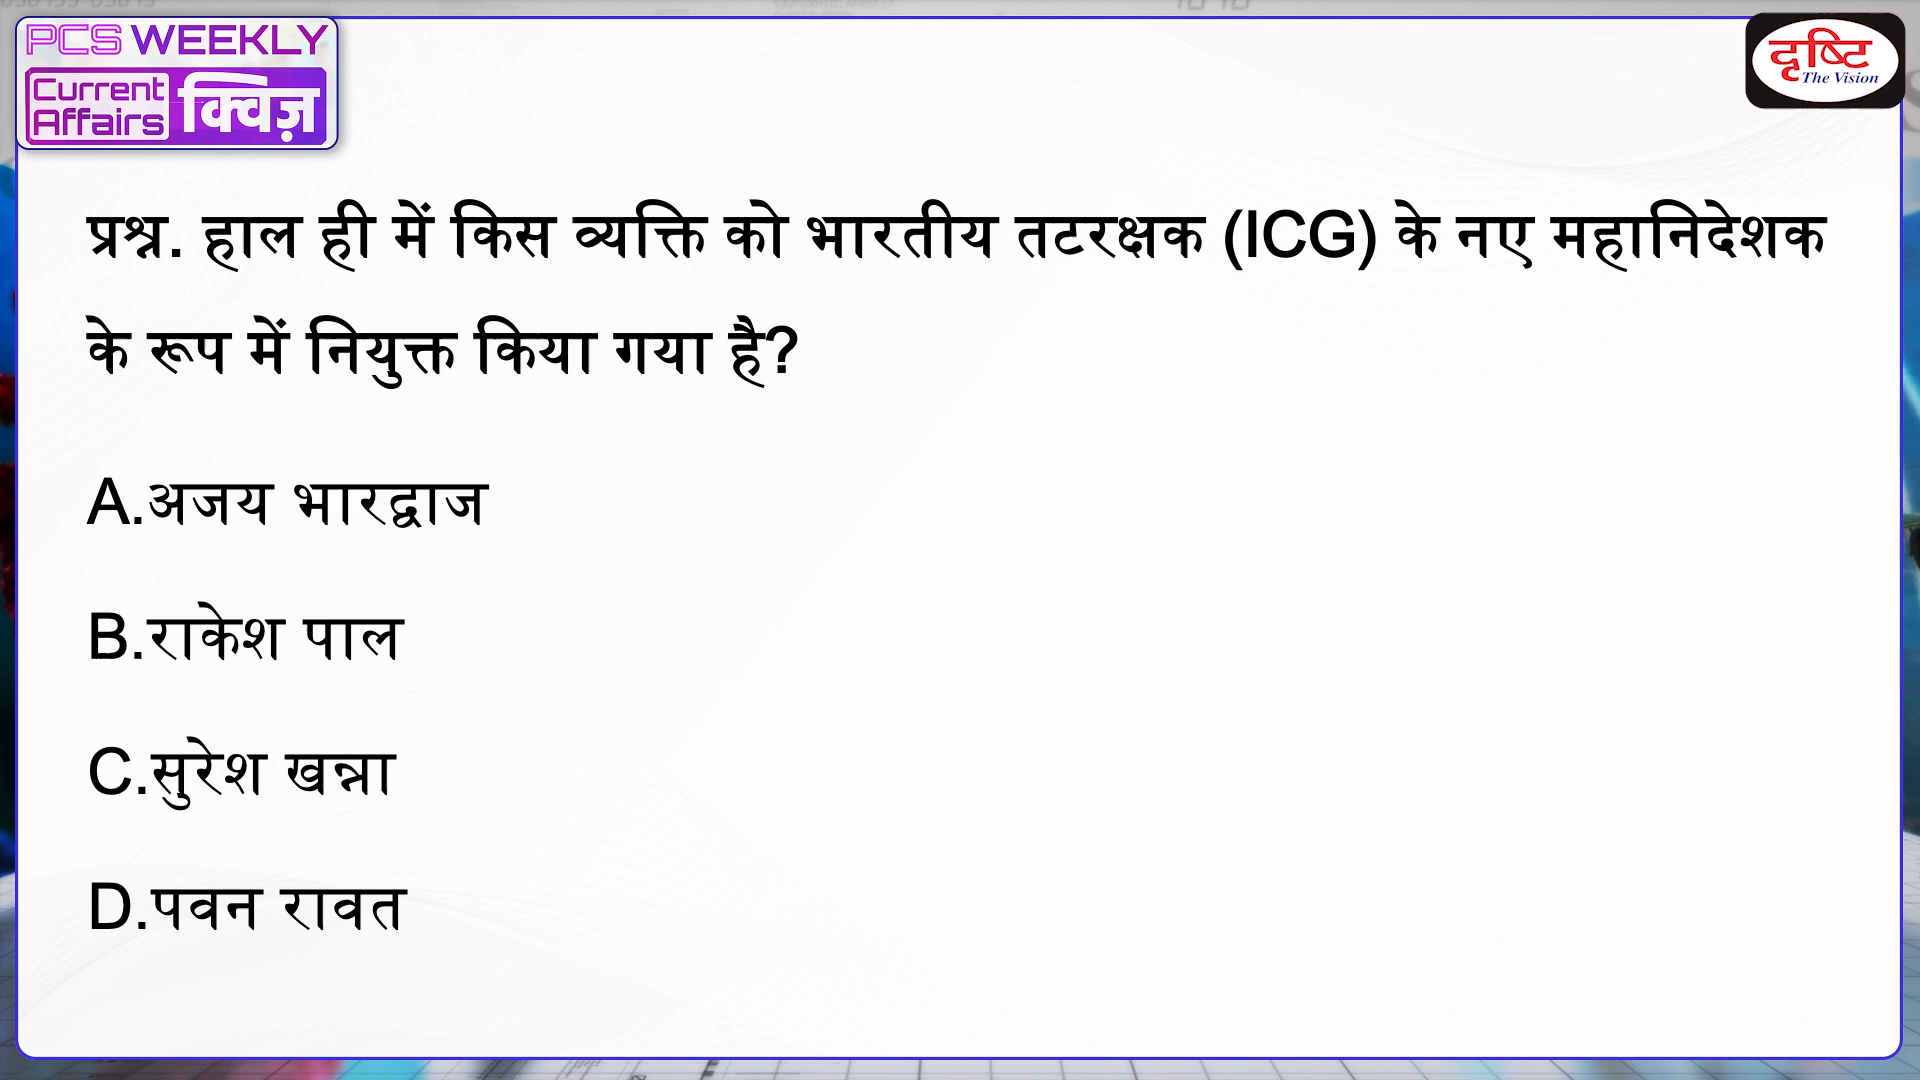 PCS WEEKLY
Current Affairs क्विज़
दृष्टि
The Vision
प्रश्न. हाल ही में किस व्यक्ति को भारतीय तटरक्षक (ICG) के नए महानिदेशक
के रूप में नियुक्त किया गया है?
A.अजय भारद्वाज
B.राकेश पाल
C.सुरेश खन्ना
D.पवन रावत